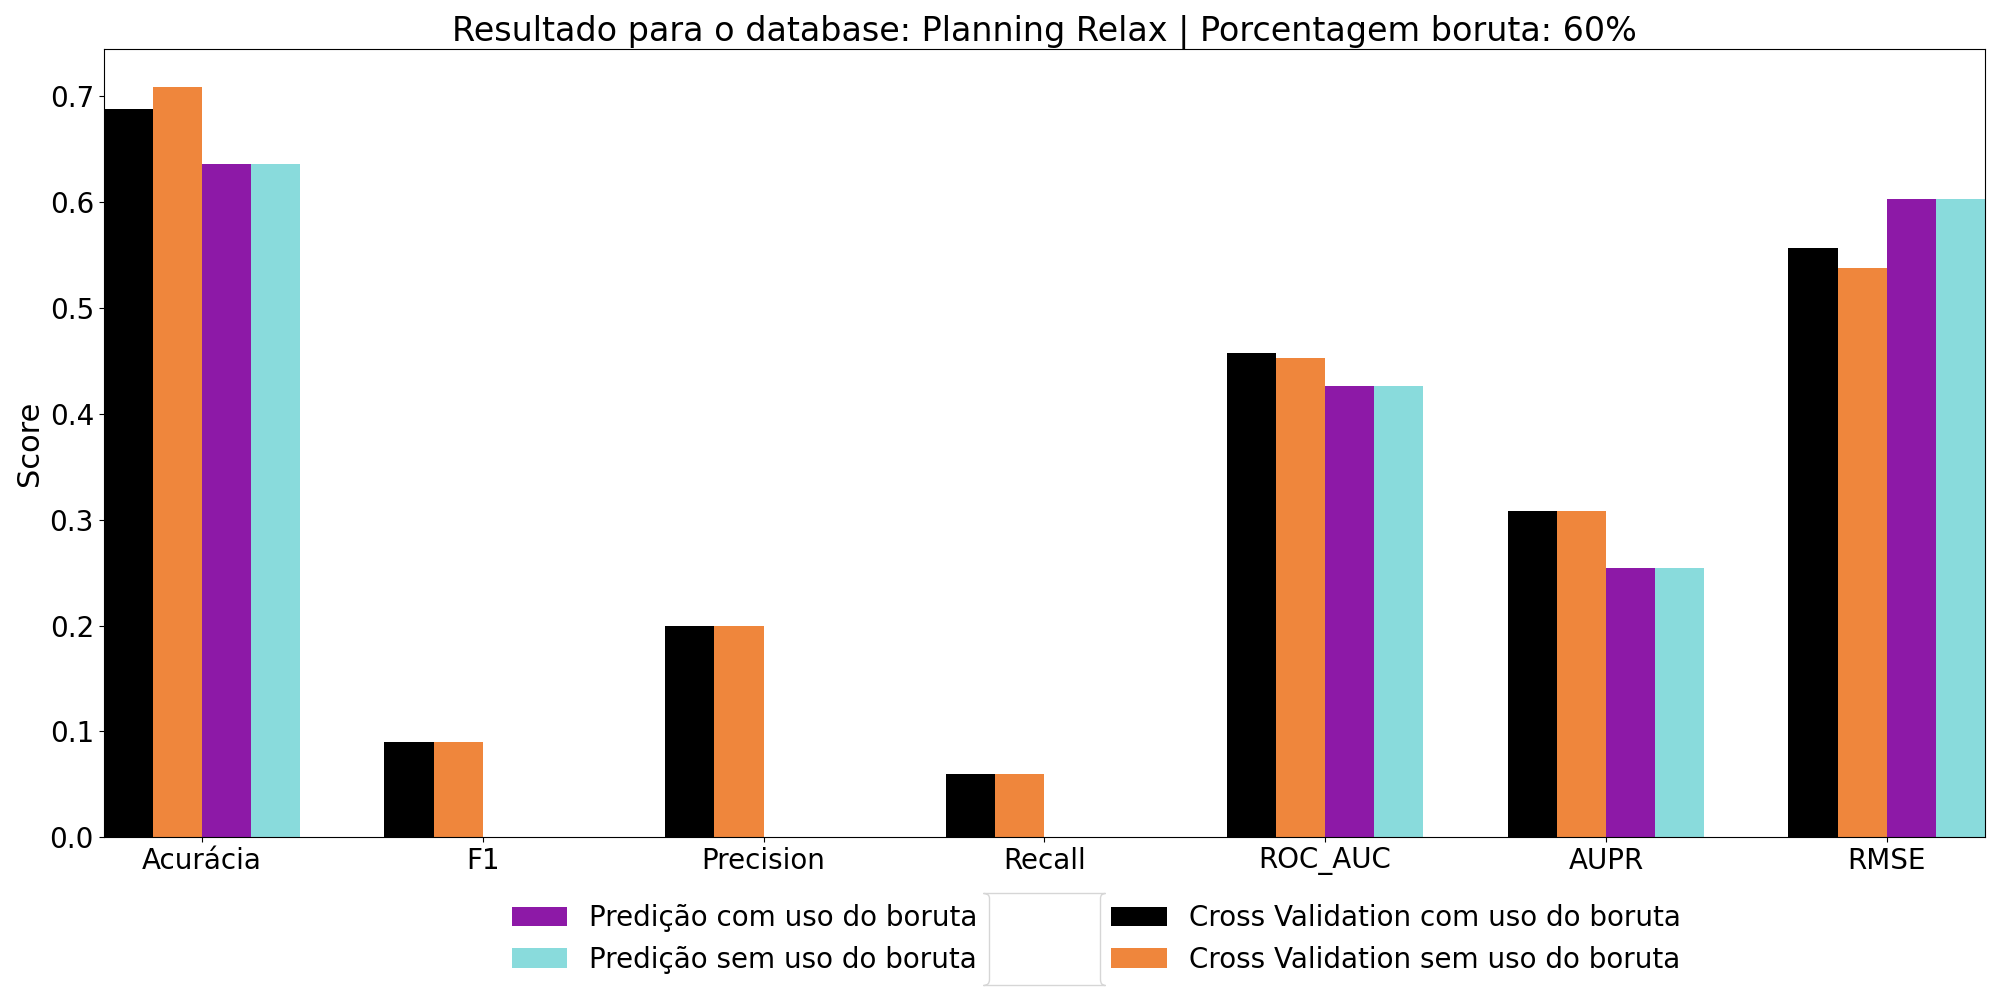 Resultado para o database: Planning Relax | Porcentagem boruta: 60%
0.7
0.6
0.5
0.4
0.3
0.2
0.1
0.0
Score
Acurácia F1 Precision Recall ROC_AUC AUPR RMSE
Predição com uso do boruta
Predição sem uso do boruta
Cross Validation com uso do boruta
Cross Validation sem uso do boruta